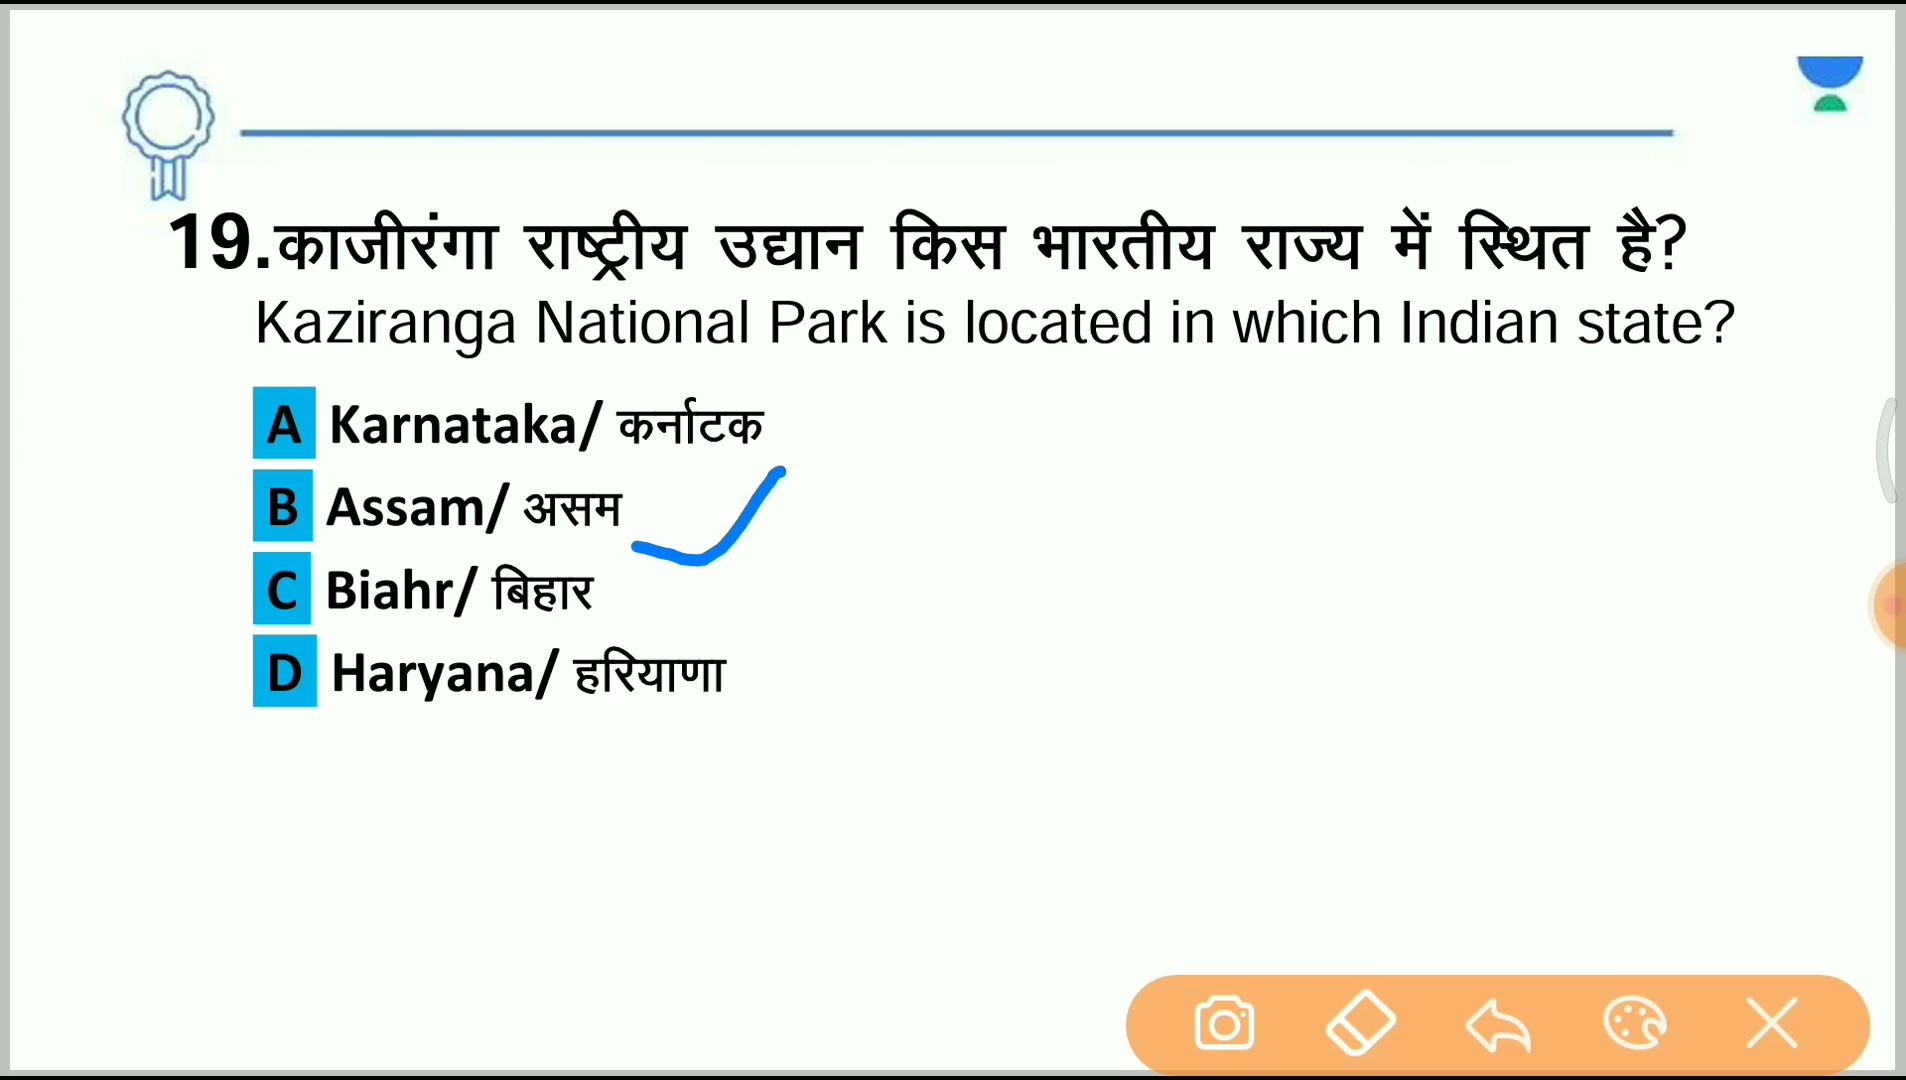 19.काजीरंगा राष्ट्रीय उद्यान किस भारतीय राज्य में स्थित है?
Kaziranga National Park is located in which Indian state?
A Karnataka/ कर्नाटक
B Assam/ असम
C Biahr/ बिहार
D Haryana/ हरियाणा